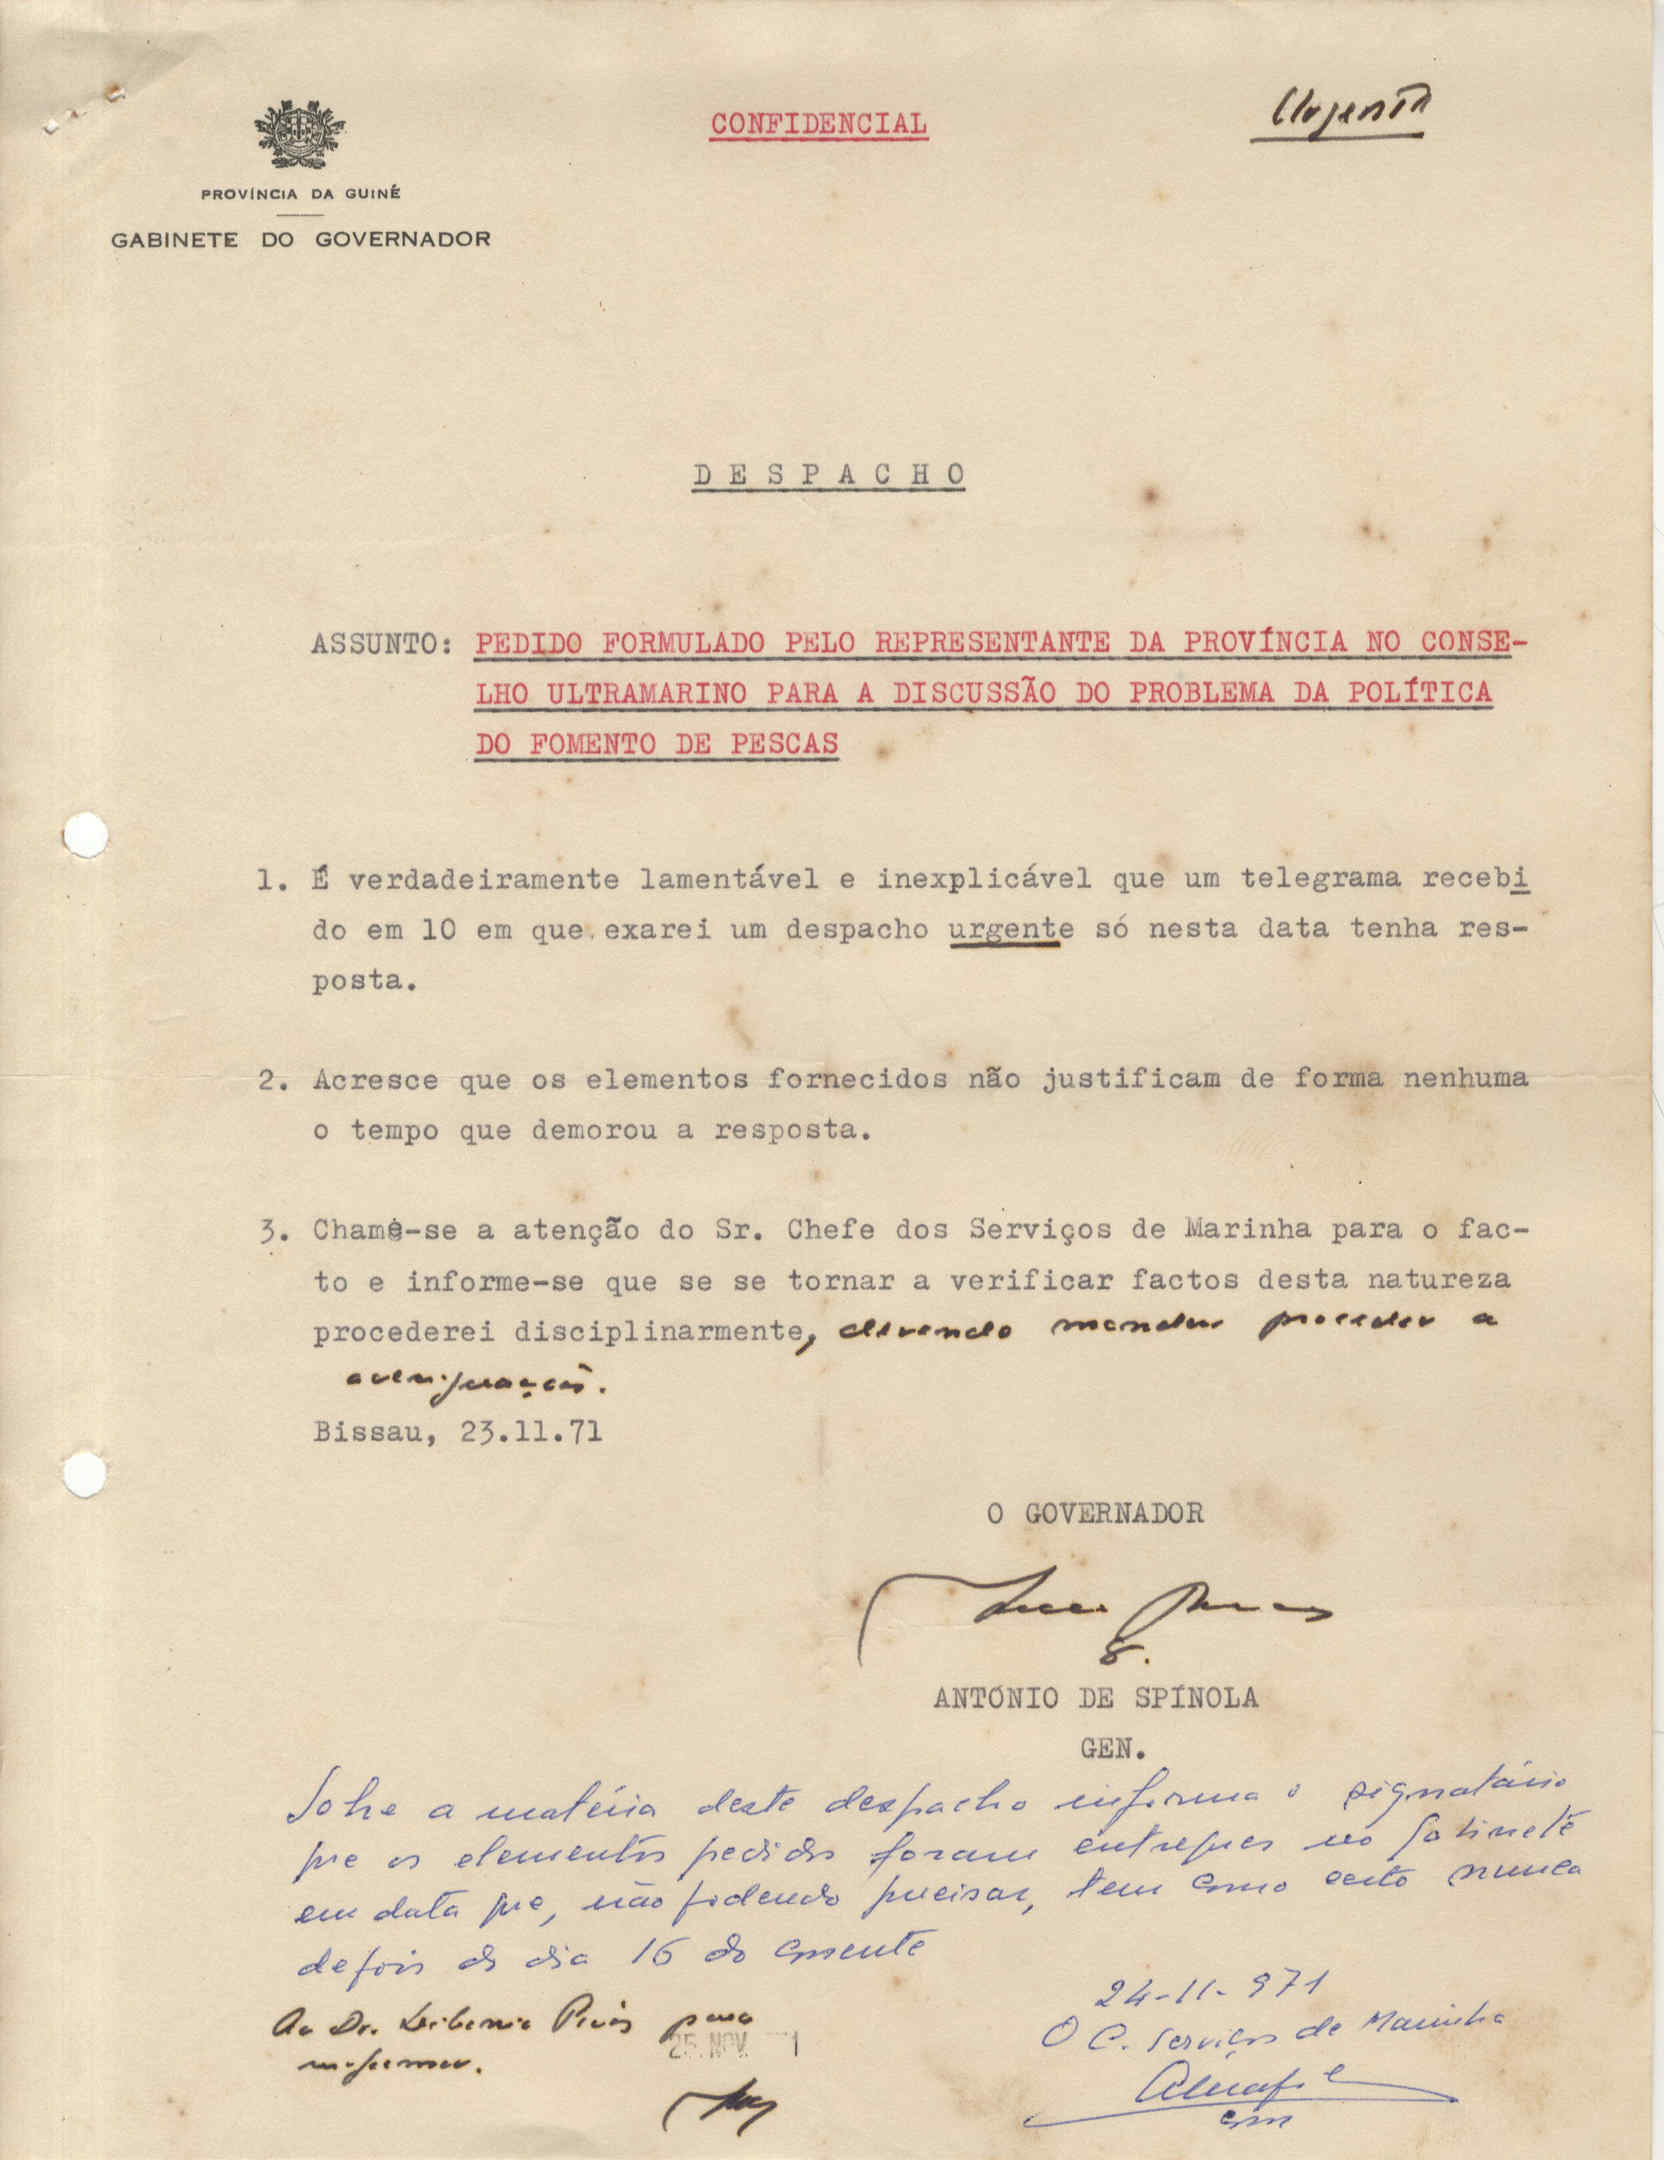 CONFIDENCIAL
Urgente
PROVÍNCIA DA GUINÉ
GABINETE DO GOVERNADOR
DESPACHO
ASSUNTO: PEDIDO FORMULADO PELO REPRESENTANTE DA PROVÍNCIA NO CONSE-
LHO ULTRAMARINO PARA A DISCUSSÃO DO PROBLEMA DA POLÍTICA
DO FOMENTO DE PESCAS
1. É verdadeiramente lamentável e inexplicável que um telegrama recebi
do em 10 em que exarei um despacho urgente só nesta data tenha res-
posta.
2. Acresce que os elementos fornecidos não justificam de forma nenhuma
o tempo que demorou a resposta.
3. Chame-se a atenção do Sr. Chefe dos Serviços de Marinha para o fac-
to e informe-se que se se tornar a verificar factos desta natureza
procederei disciplinarmente, devendo mandar proceder a
averiguações.
Bissau, 23.11.71
O GOVERNADOR
ANTÓNIO DE SPÍNOLA
GEN.
Sobre a matéria deste despacho informa o signatário
que os elementos pedidos foram entregues no Gabinete
em data que, não podendo precisar, tem como certo nunca
depois do dia 16 do corrente
24-11-971
O C. Serviços de Marinha
Ao Dr. para
informar.
25. NOV. 1